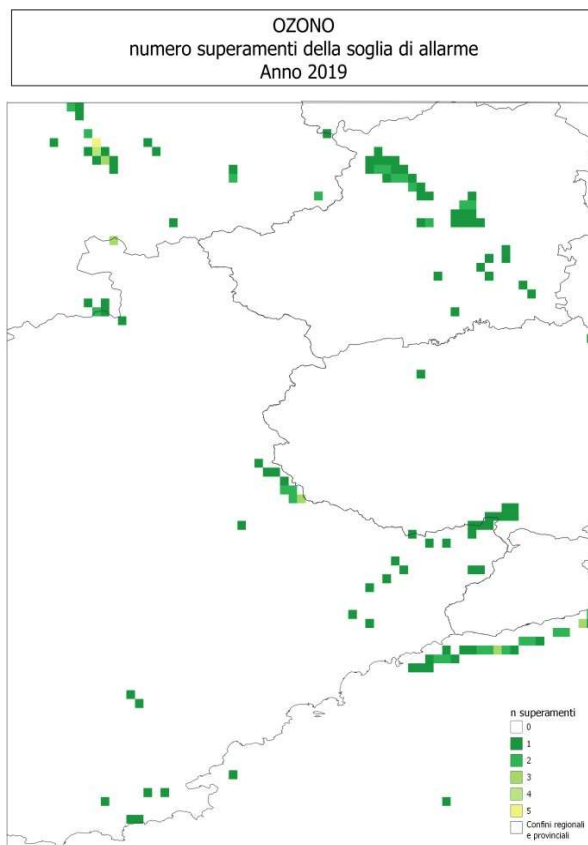 OZONO
numero superamenti della soglia di allarme
Anno 2019
n superamenti
0
1
2
3
4
5
Confini regionali
e provinciali